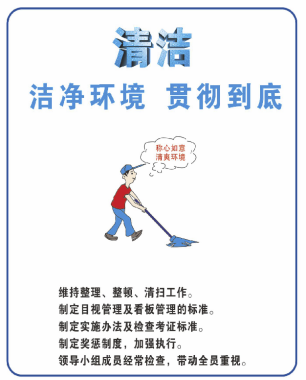 清洁
洁净环境 贯彻到底
称心如意
清爽环境
维持整理、整顿、清扫工作。
制定目视管理及看板管理的标准。
制定实施办法及检查考证标准。
制定奖惩制度，加强执行。
领导小组成员经常检查，带动全员重视。